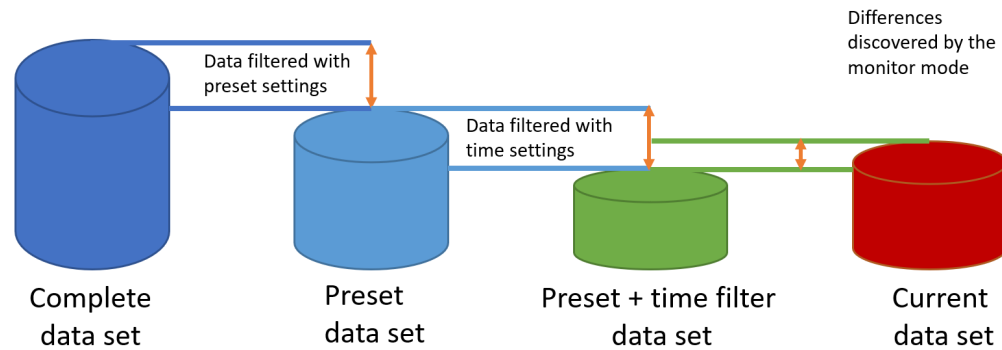 Data filtered with
preset settings
Data filtered with
time settings
Differences
discovered by the
monitor mode
Complete
data set
Preset
data set
Preset + time filter
data set
Current
data set